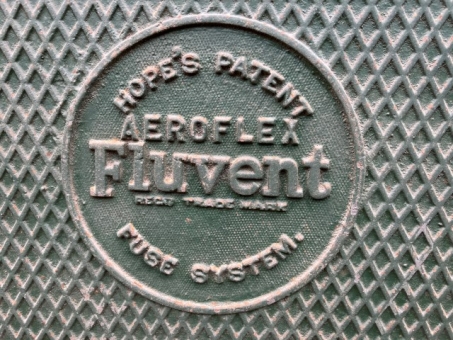 HOPE'S PATENT
AEROFLEX
Fluvent
REGD TRADE MARK
FUSE SYSTEM.